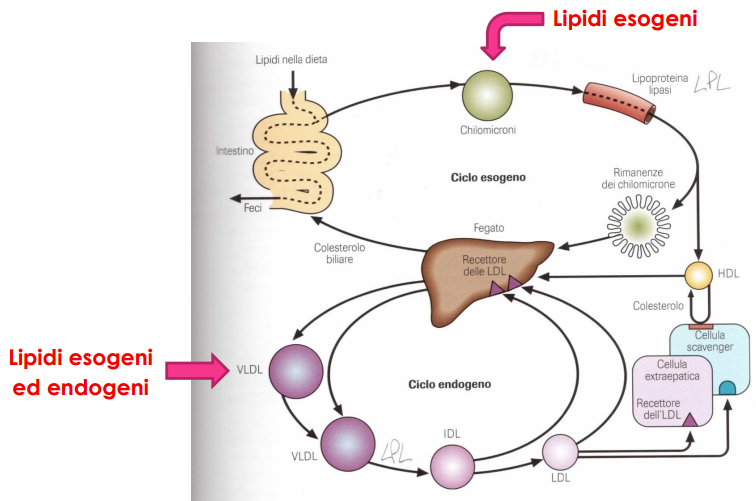 Lipidi esogeni
Lipidi nella dieta
Lipoproteina
lipasi
LPL
Chilomicroni
Intestino
Ciclo esogeno
Rimanenze
dei chilomicrone
Feci
Fegato
Colesterolo
biliare
Recettore
delle LDL
HDL
Colesterolo
Cellula
scavenger
Lipidi esogeni
ed endogeni
VLDL
Ciclo endogeno
Cellula
extraepatica
Recettore
dell'LDL
VLDL
LPL
IDL
LDL